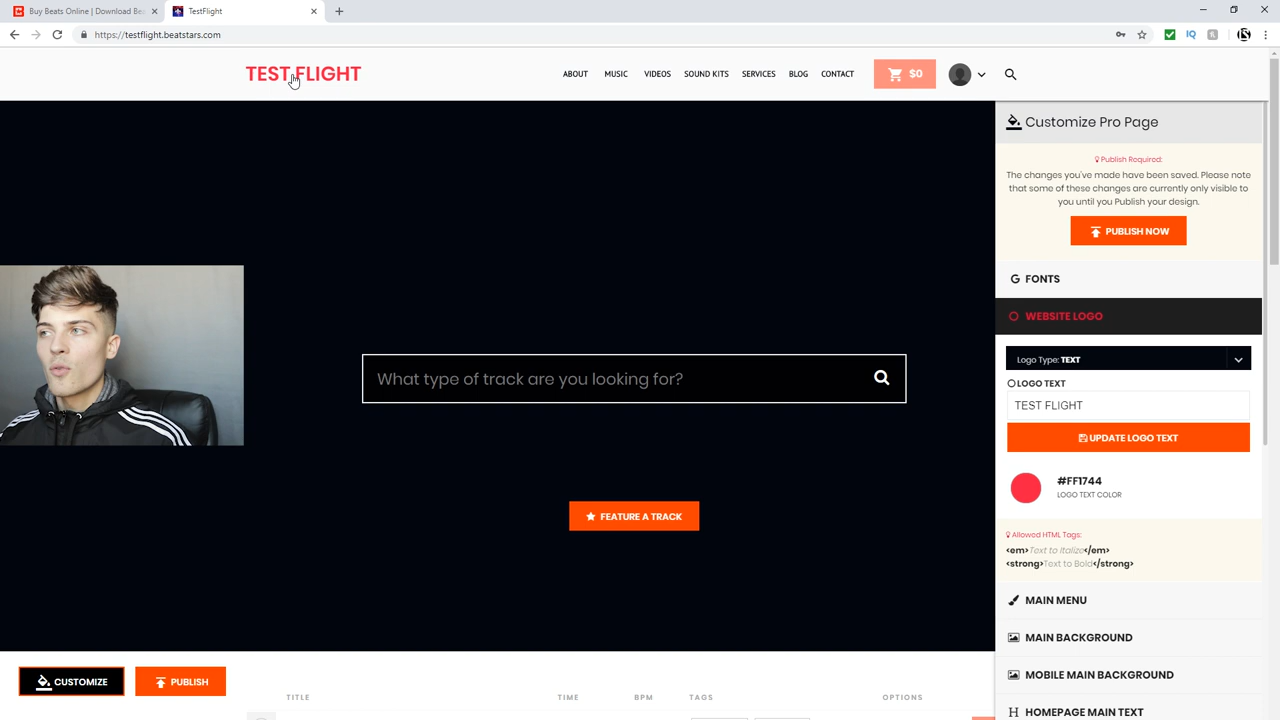 Buy Beats Online | Download Bea
TestFlight
https://testflight.beatstars.com
IQ
TEST FLIGHT
ABOUT
MUSIC
VIDEOS
SOUND KITS
SERVICES
BLOG
CONTACT
$0
Customize Pro Page
Publish Required:
The changes you've made have been saved. Please note
that some of these changes are currently only visible to
you until you Publish your design.
PUBLISH NOW
FONTS
WEBSITE LOGO
Logo Type: TEXT
LOGO TEXT
TEST FLIGHT
UPDATE LOGO TEXT
#FF1744
LOGO TEXT COLOR
Allowed HTML Tags:
<em>Text to Italize</em>
<strong>Text to Bold</strong>
MAIN MENU
MAIN BACKGROUND
MOBILE MAIN BACKGROUND
HOMEPAGE MAIN TEXT
What type of track are you looking for?
FEATURE A TRACK
CUSTOMIZE
PUBLISH
TITLE
TIME
BPM
TAGS
OPTIONS